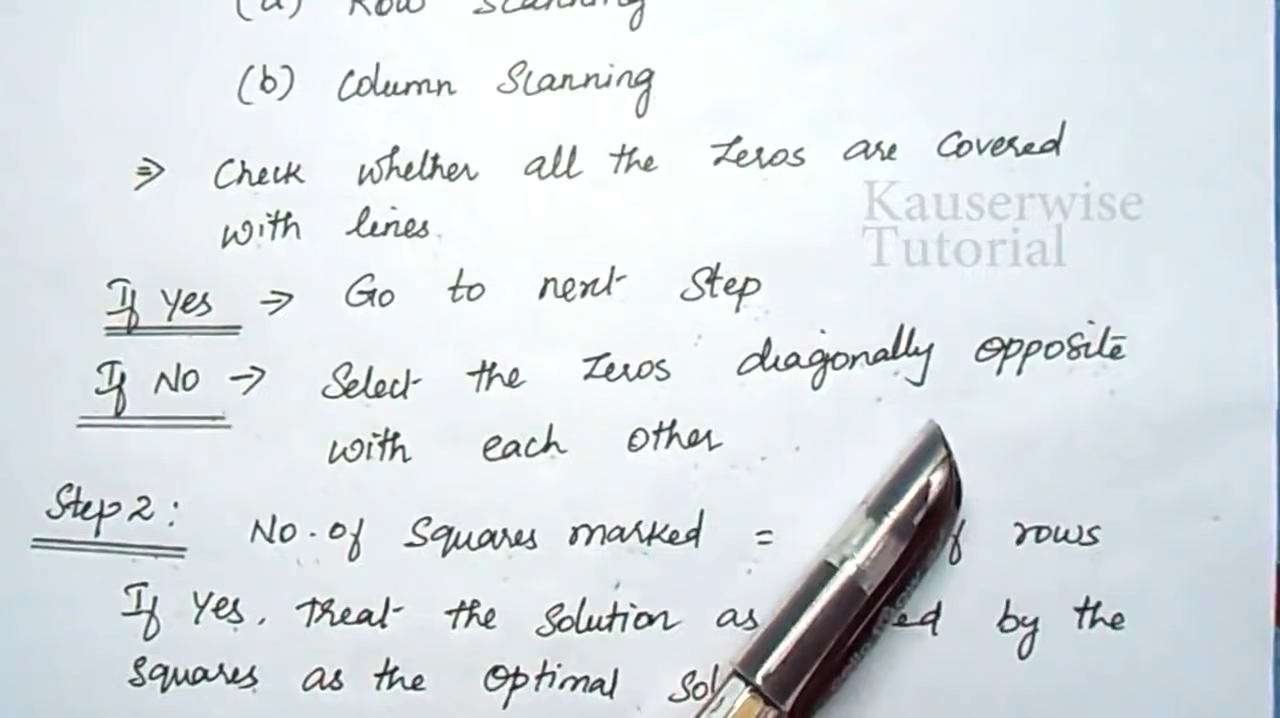 (a) Row Scanning
(b) Column Scanning
⇒ Check whether all the zeros are covered
with lines.
Kauserwise
Tutorial
If Yes → Go to next step
If NO → Select the zeros diagonally opposite
with each other
Step 2: No. of Squares marked = rows
If Yes, Treat the Solution as by the
Squares as the Optimal